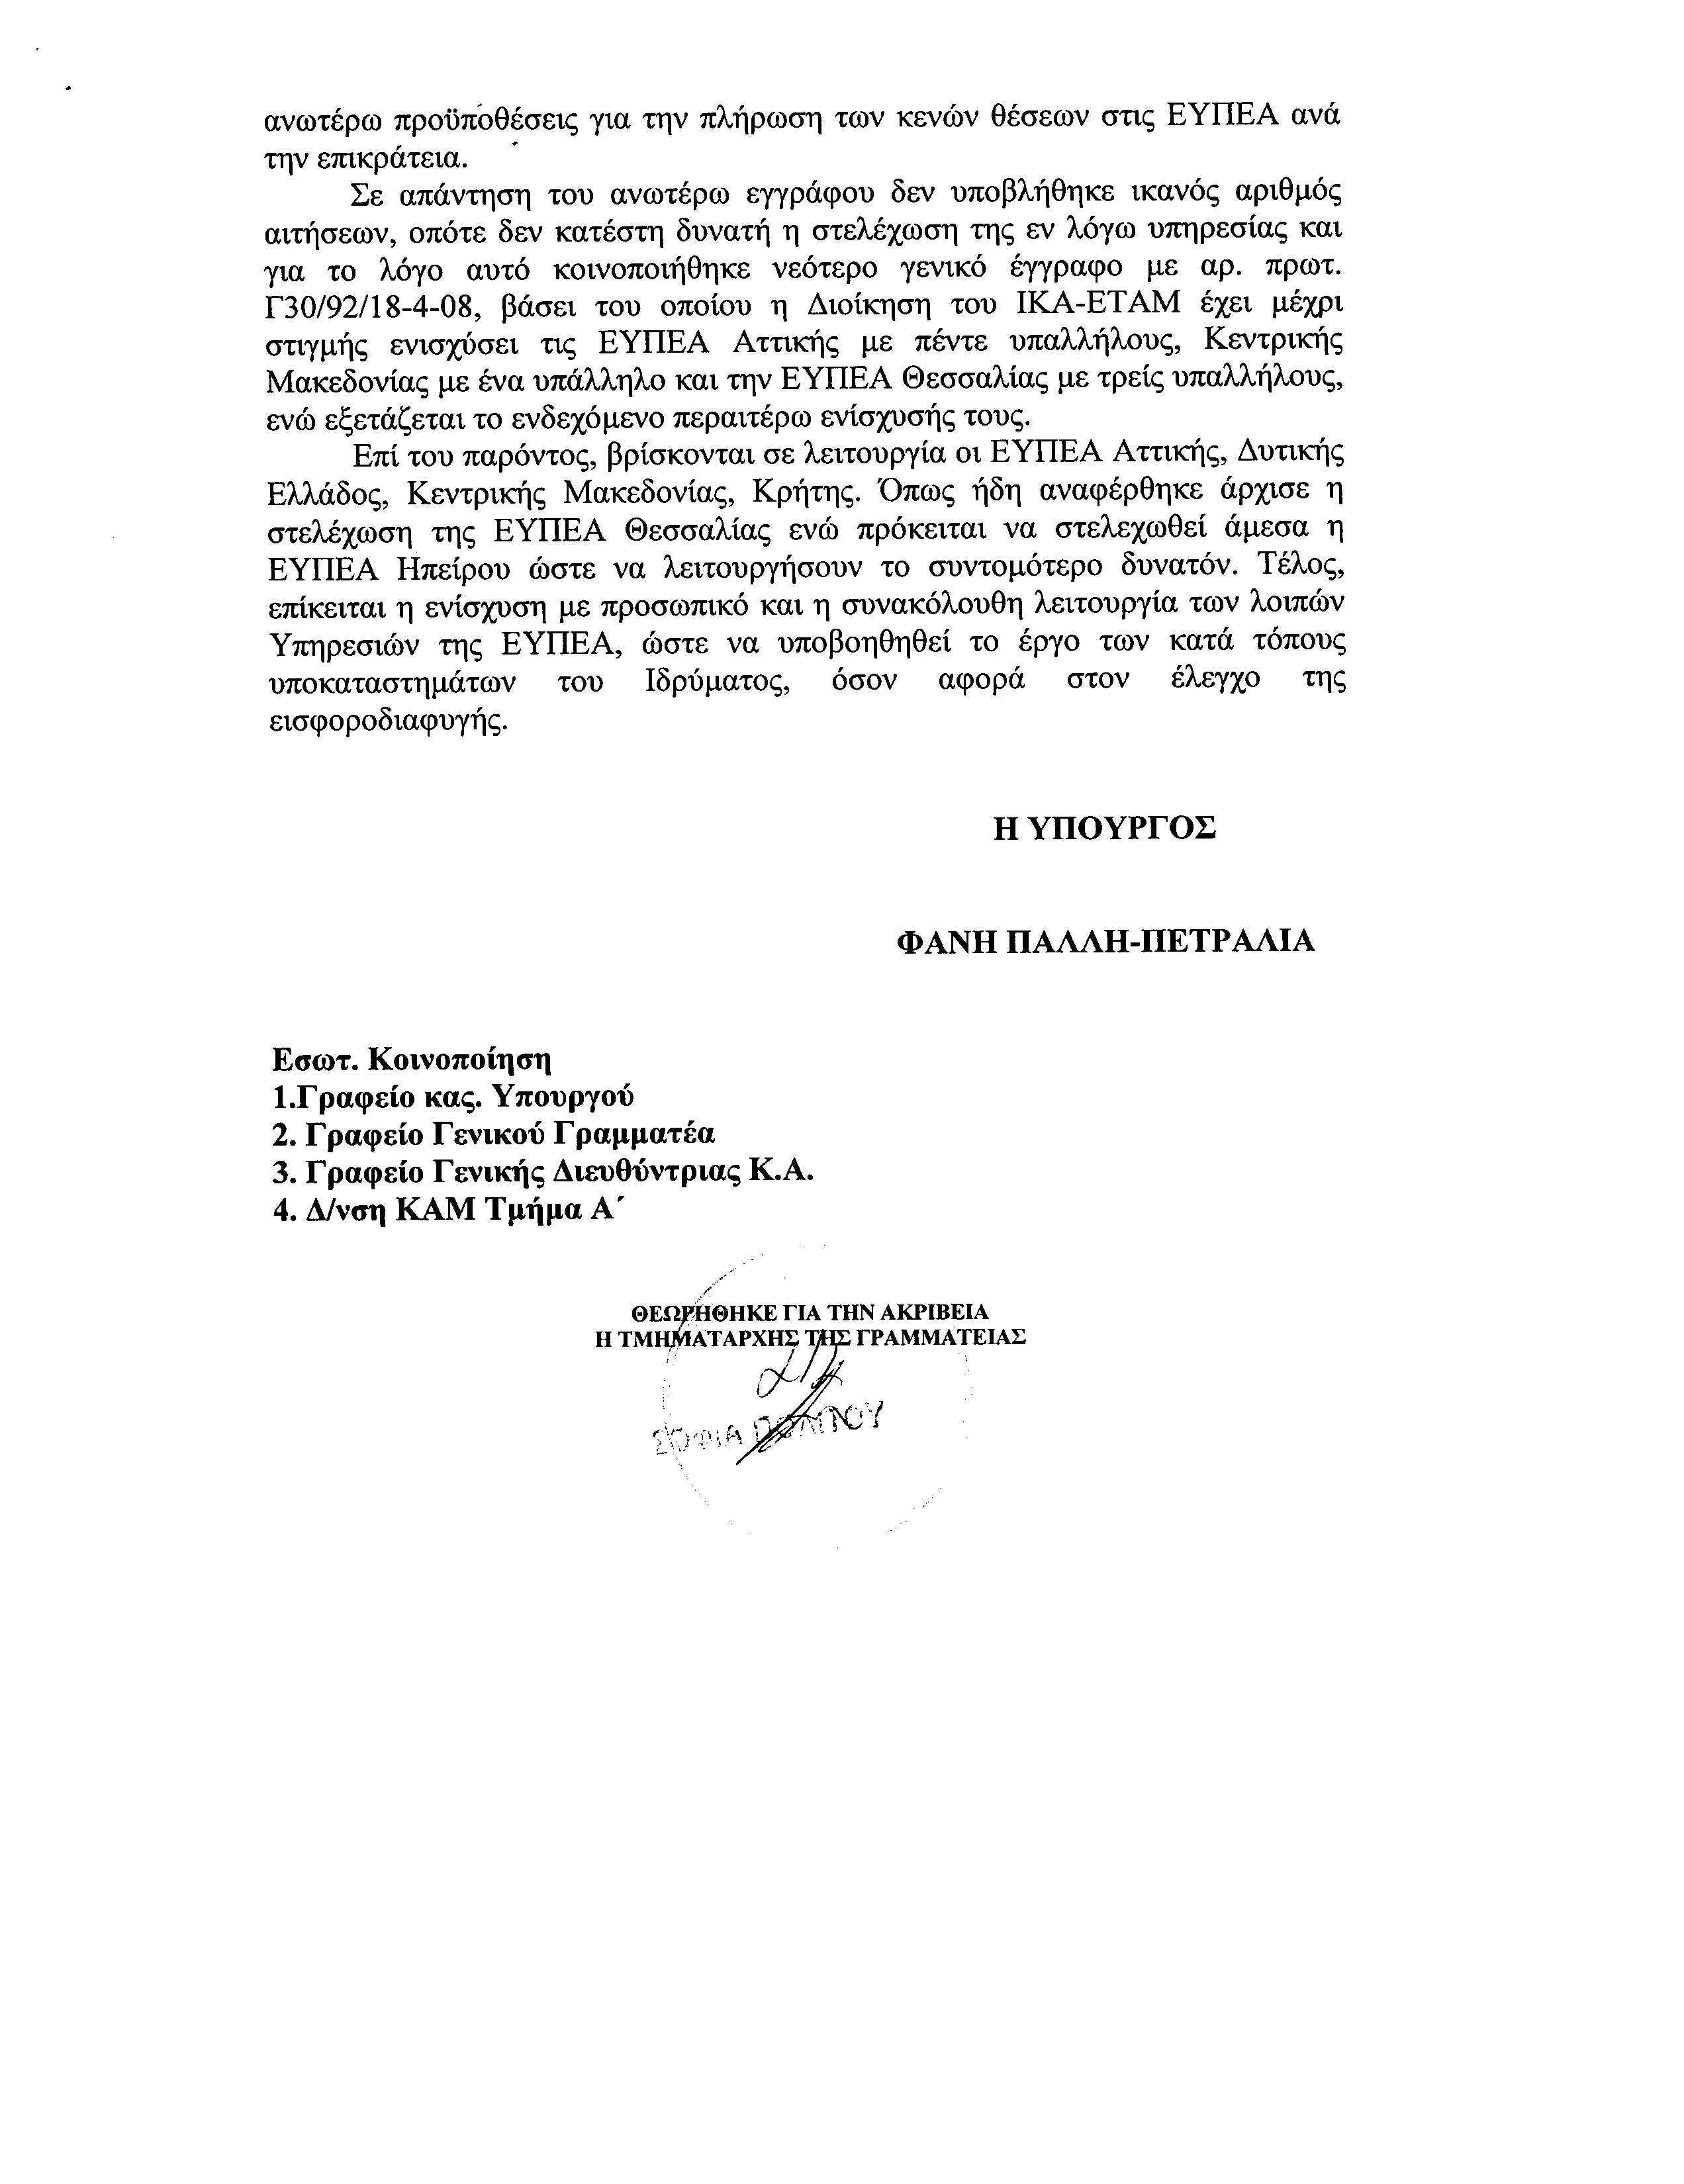 ανωτέρω προϋποθέσεις για την πλήρωση των κενών θέσεων στις ΕΥΠΕΑ ανά
την επικράτεια.
Σε απάντηση του ανωτέρω εγγράφου δεν υποβλήθηκε ικανός αριθμός
αιτήσεων, οπότε δεν κατέστη δυνατή η στελέχωση της εν λόγω υπηρεσίας και
για το λόγο αυτό κοινοποιήθηκε νεότερο γενικό έγγραφο με αρ. πρωτ.
Γ30/92/18-4-08, βάσει του οποίου η Διοίκηση του ΙΚΑ-ΕΤΑΜ έχει μέχρι
στιγμής ενισχύσει τις ΕΥΠΕΑ Αττικής με πέντε υπαλλήλους, Κεντρικής
Μακεδονίας με ένα υπάλληλο και την ΕΥΠΕΑ Θεσσαλίας με τρείς υπαλλήλους,
ενώ εξετάζεται το ενδεχόμενο περαιτέρω ενίσχυσής τους.
Επί του παρόντος, βρίσκονται σε λειτουργία οι ΕΥΠΕΑ Αττικής, Δυτικής
Ελλάδος, Κεντρικής Μακεδονίας, Κρήτης. Όπως ήδη αναφέρθηκε άρχισε η
στελέχωση της ΕΥΠΕΑ Θεσσαλίας ενώ πρόκειται να στελεχωθεί άμεσα η
ΕΥΠΕΑ Ηπείρου ώστε να λειτουργήσουν το συντομότερο δυνατόν. Τέλος,
επίκειται η ενίσχυση με προσωπικό και η συνακόλουθη λειτουργία των λοιπών
Υπηρεσιών της ΕΥΠΕΑ, ώστε να υποβοηθηθεί το έργο των κατά τόπους
υποκαταστημάτων του Ιδρύματος, όσον αφορά στον έλεγχο της
εισφοροδιαφυγής.
Η ΥΠΟΥΡΓΟΣ
ΦΑΝΗ ΠΑΛΛΗ-ΠΕΤΡΑΛΙΑ
Εσωτ. Κοινοποίηση
1.Γραφείο κας. Υπουργού
2. Γραφείο Γενικού Γραμματέα
3. Γραφείο Γενικής Διευθύντριας Κ.Α.
4. Δ/νση ΚΑΜ Τμήμα Α΄
ΘΕΩΡΗΘΗΚΕ ΓΙΑ ΤΗΝ ΑΚΡΙΒΕΙΑ
Η ΤΜΗΜΑΤΑΡΧΗΣ ΤΗΣ ΓΡΑΜΜΑΤΕΙΑΣ
ΣΟΦΙΑ